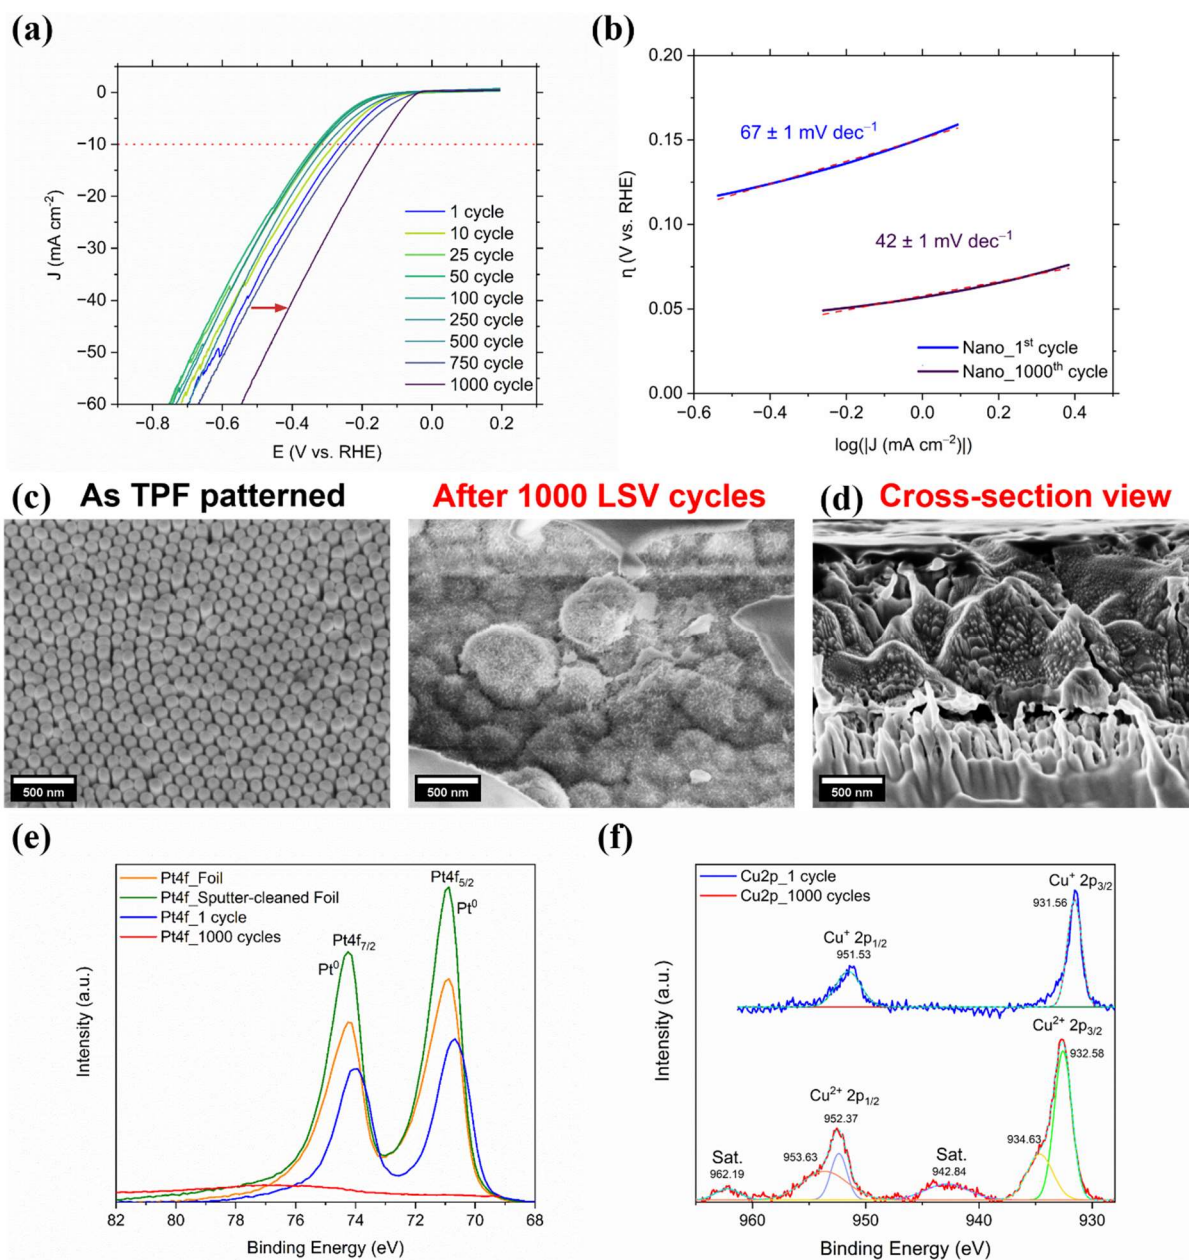 (a)
0
−10
−20
−30
−40
−50
−60
J (mA cm⁻²)
1 cycle
10 cycle
25 cycle
50 cycle
100 cycle
250 cycle
500 cycle
750 cycle
1000 cycle
−0.8
−0.6
−0.4
−0.2
0.0
0.2
E (V vs. RHE)
(b)
0.20
0.15
0.10
0.05
0.00
η (V vs. RHE)
67 ± 1 mV dec⁻¹
42 ± 1 mV dec⁻¹
Nano_1ˢᵗ cycle
Nano_1000ᵗʰ cycle
−0.6
−0.2
0.0
0.2
0.4
log(|J (mA cm⁻²)|)
(c) As TPF patterned
After 1000 LSV cycles
(d) Cross-section view
500 nm
500 nm
500 nm
(e)
Pt4f_Foil
Pt4f_Sputter-cleaned Foil
Pt4f_1 cycle
Pt4f_1000 cycles
Pt4f₇/₂
Pt⁰
Pt4f₅/₂
Pt⁰
Intensity (a.u.)
82
80
78
76
74
72
70
68
Binding Energy (eV)
(f)
Cu2p_1 cycle
Cu2p_1000 cycles
Cu⁺ 2p₃/₂
931.56
Cu⁺ 2p₁/₂
951.53
Cu²⁺ 2p₃/₂
932.58
Cu²⁺ 2p₁/₂
952.37
934.63
953.63
Sat.
962.19
Sat.
942.84
Intensity (a.u.)
960
950
940
930
Binding Energy (eV)